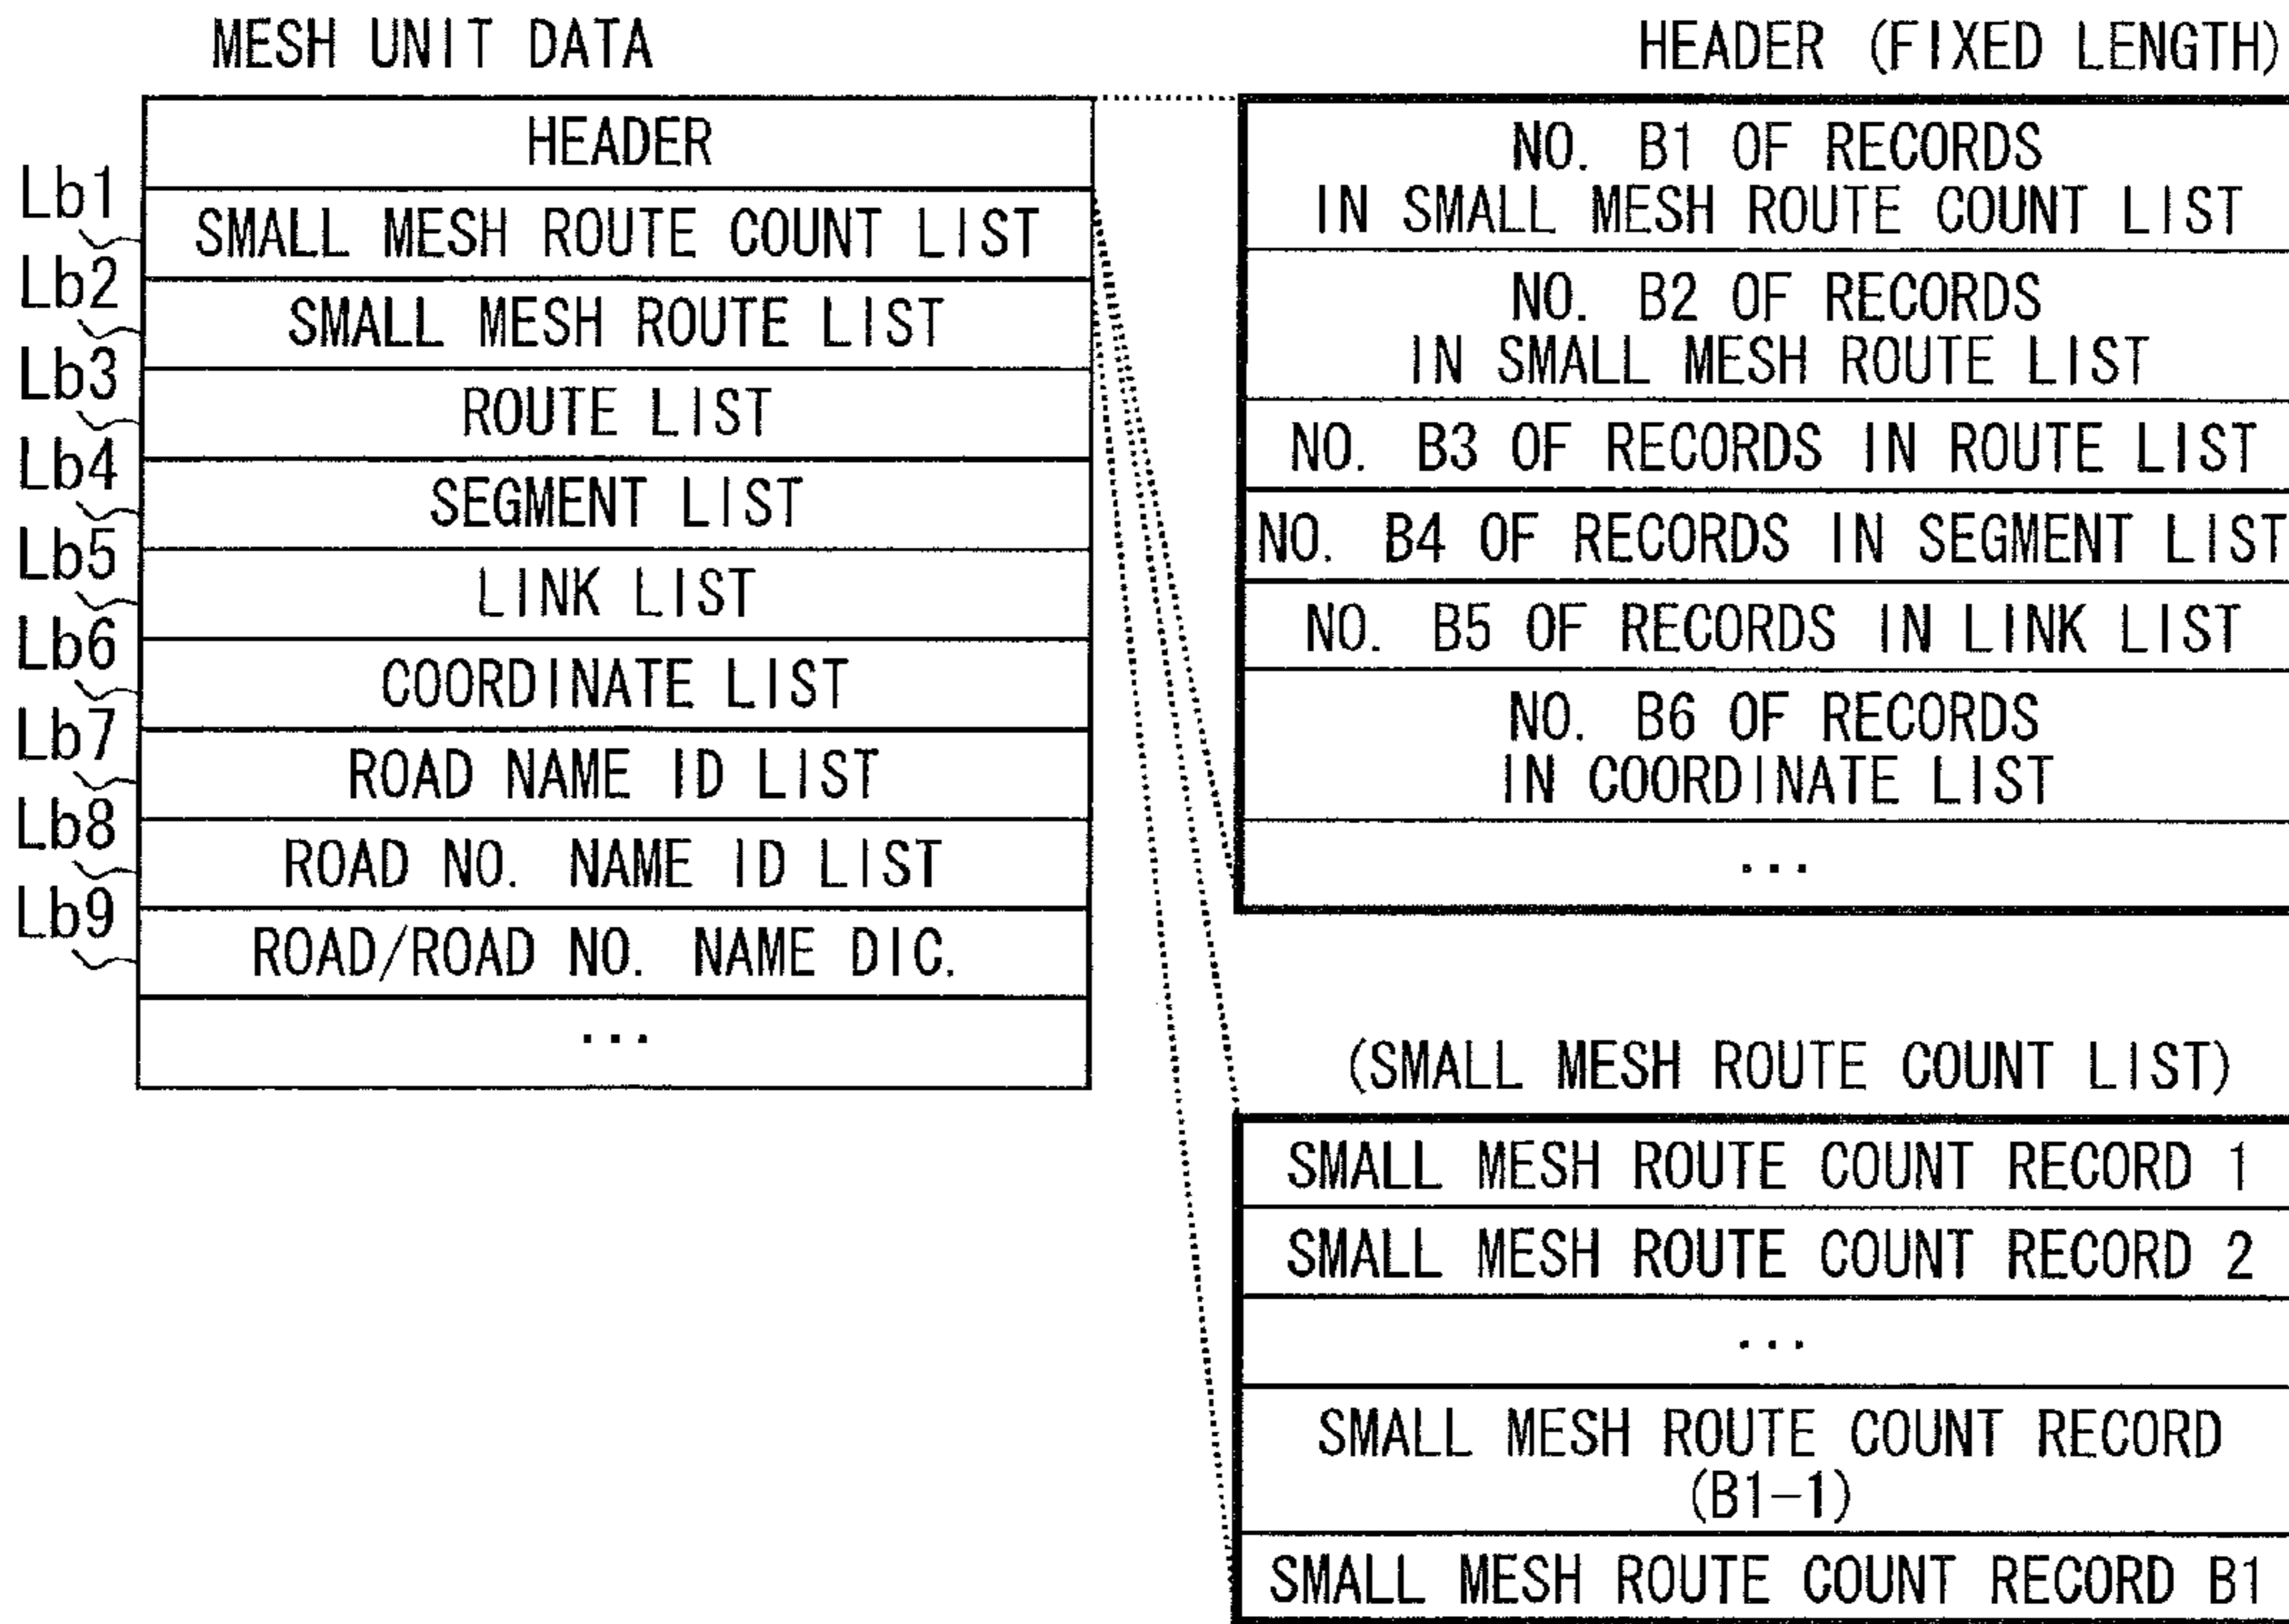 MESH UNIT DATA
HEADER
Lb1
SMALL MESH ROUTE COUNT LIST
Lb2
SMALL MESH ROUTE LIST
Lb3
ROUTE LIST
Lb4
SEGMENT LIST
Lb5
LINK LIST
Lb6
COORDINATE LIST
Lb7
ROAD NAME ID LIST
Lb8
ROAD NO. NAME ID LIST
Lb9
ROAD/ROAD NO. NAME DIC.
...
HEADER (FIXED LENGTH)
NO. B1 OF RECORDS
IN SMALL MESH ROUTE COUNT LIST
NO. B2 OF RECORDS
IN SMALL MESH ROUTE LIST
NO. B3 OF RECORDS IN ROUTE LIST
NO. B4 OF RECORDS IN SEGMENT LIST
NO. B5 OF RECORDS IN LINK LIST
NO. B6 OF RECORDS
IN COORDINATE LIST
...
(SMALL MESH ROUTE COUNT LIST)
SMALL MESH ROUTE COUNT RECORD 1
SMALL MESH ROUTE COUNT RECORD 2
...
SMALL MESH ROUTE COUNT RECORD
(B1-1)
SMALL MESH ROUTE COUNT RECORD B1